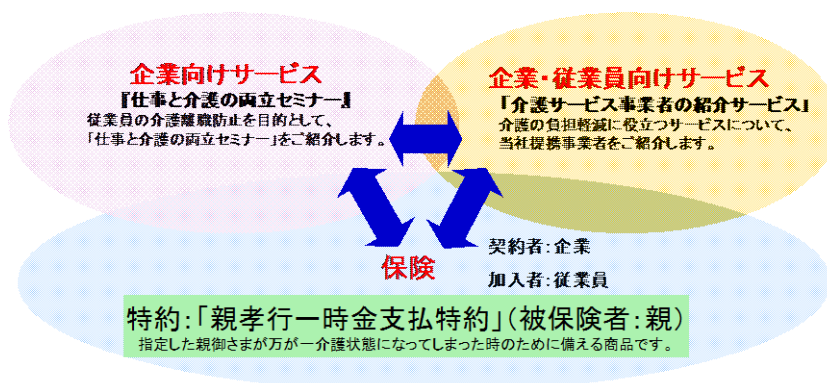 企業向けサービス
『仕事と介護の両立セミナー』
従業員の介護離職防止を目的として、
「仕事と介護の両立セミナー」をご紹介します。
企業・従業員向けサービス
「介護サービス事業者の紹介サービス」
介護の負担軽減に役立つサービスについて、
当社提携事業者をご紹介します。
保険
契約者：企業
加入者：従業員
特約：「親孝行一時金支払特約」（被保険者：親）
指定した親御さまが万が一介護状態になってしまった時のために備える商品です。